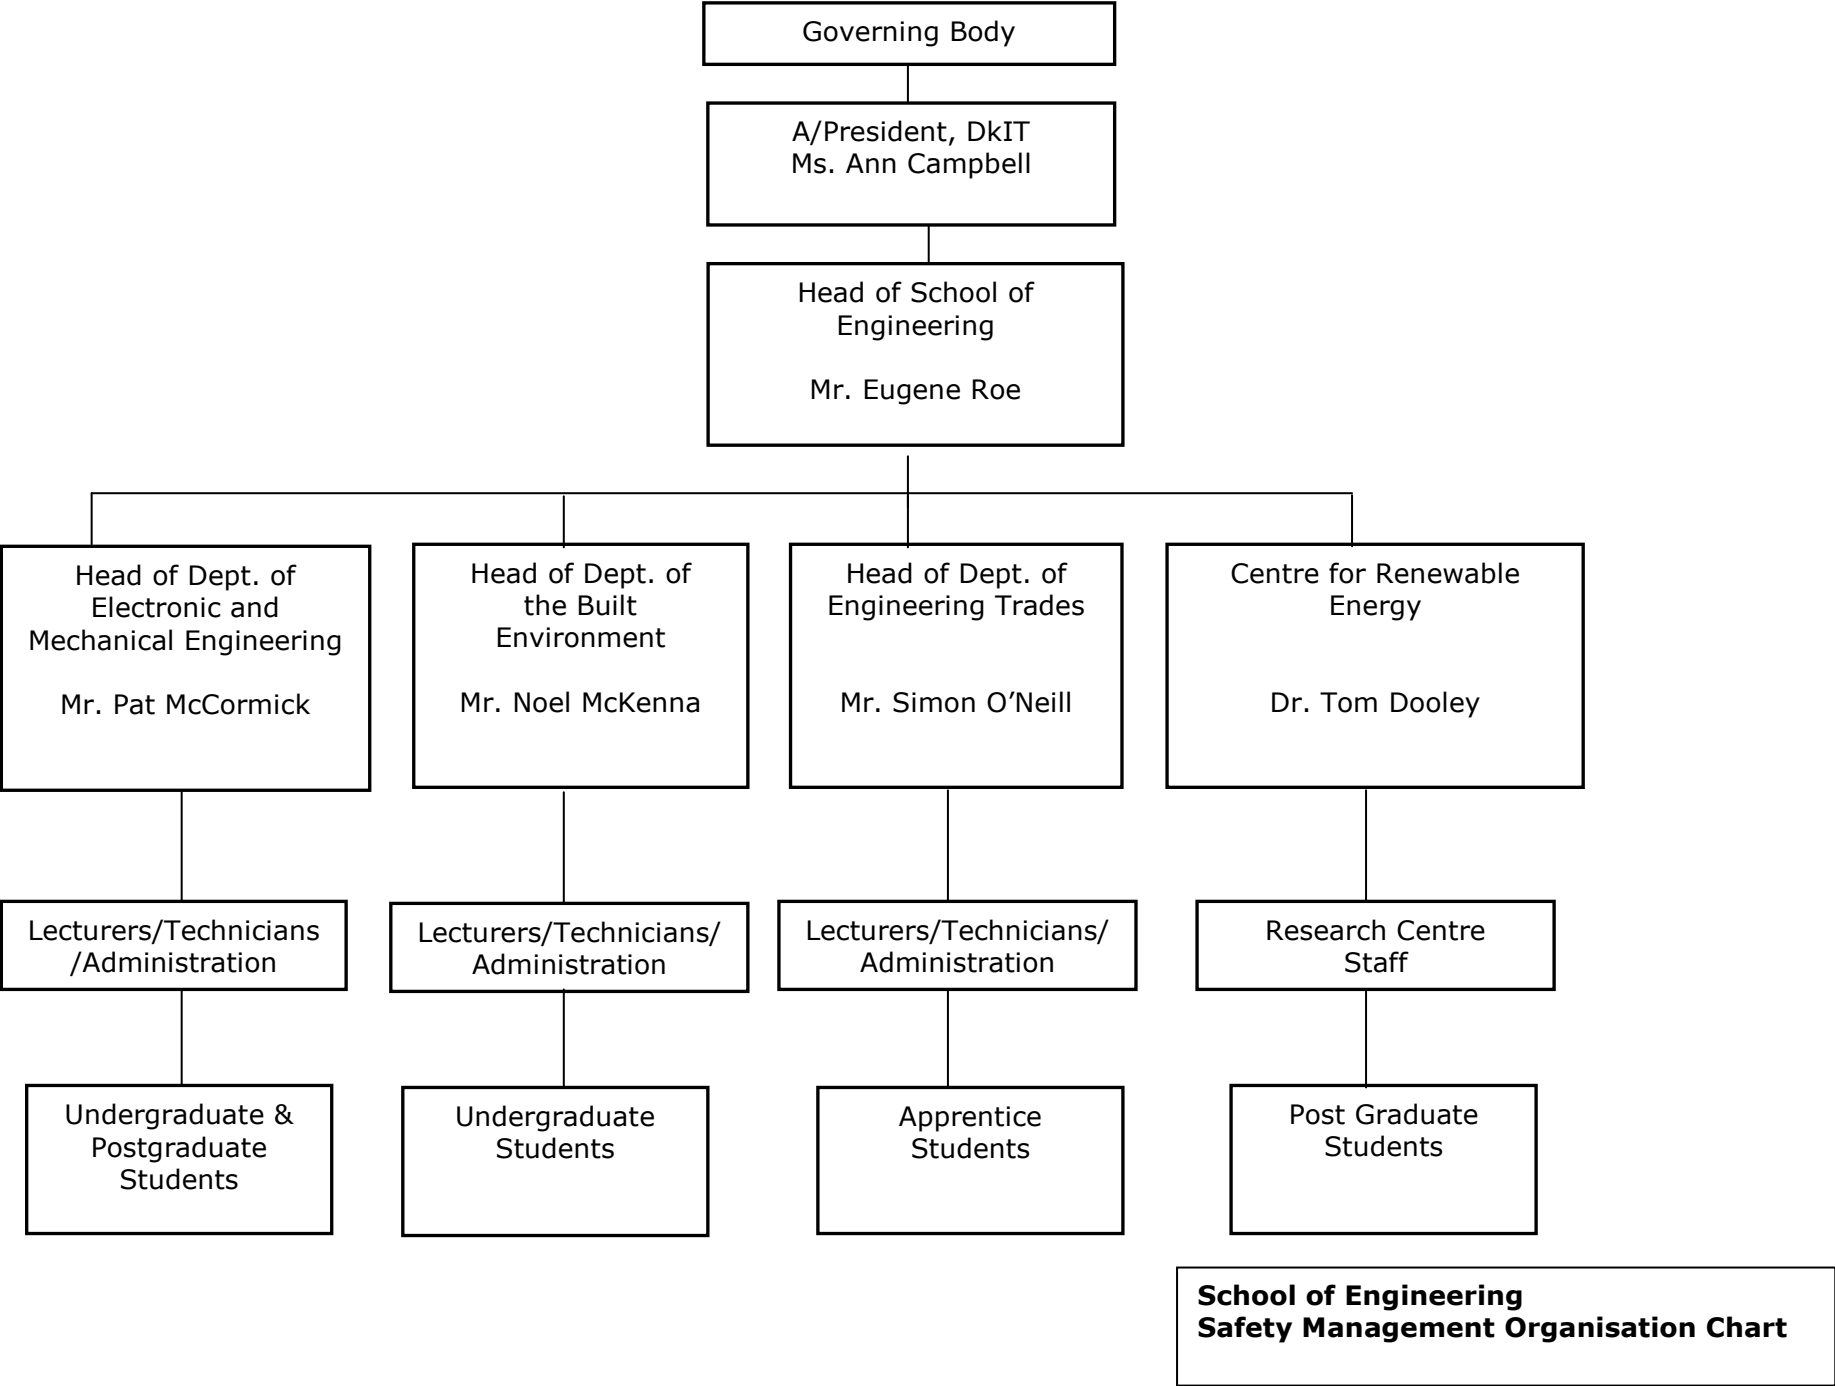 Governing Body
A/President, DkIT
Ms. Ann Campbell
Head of School of
Engineering
Mr. Eugene Roe
Head of Dept. of
Electronic and
Mechanical Engineering
Mr. Pat McCormick
Head of Dept. of
the Built
Environment
Mr. Noel McKenna
Head of Dept. of
Engineering Trades
Mr. Simon O’Neill
Centre for Renewable
Energy
Dr. Tom Dooley
Lecturers/Technicians
/Administration
Lecturers/Technicians/
Administration
Lecturers/Technicians/
Administration
Research Centre
Staff
Undergraduate &
Postgraduate
Students
Undergraduate
Students
Apprentice
Students
Post Graduate
Students
School of Engineering
Safety Management Organisation Chart